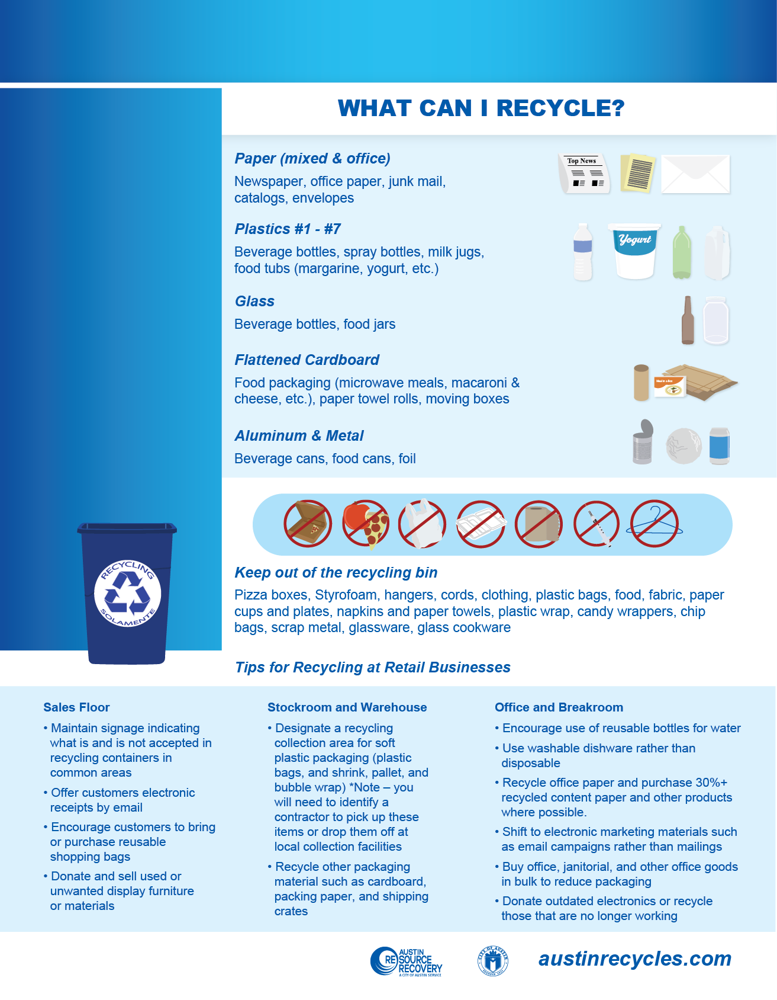 WHAT CAN I RECYCLE?
Paper (mixed & office)
Newspaper, office paper, junk mail,
catalogs, envelopes
Top News
Plastics #1 - #7
Beverage bottles, spray bottles, milk jugs,
food tubs (margarine, yogurt, etc.)
Yogurt
Glass
Beverage bottles, food jars
Flattened Cardboard
Food packaging (microwave meals, macaroni &
cheese, etc.), paper towel rolls, moving boxes
Aluminum & Metal
Beverage cans, food cans, foil
RECYCLING
SOLAMENTE
Keep out of the recycling bin
Pizza boxes, Styrofoam, hangers, cords, clothing, plastic bags, food, fabric, paper
cups and plates, napkins and paper towels, plastic wrap, candy wrappers, chip
bags, scrap metal, glassware, glass cookware
Tips for Recycling at Retail Businesses
Sales Floor
• Maintain signage indicating
what is and is not accepted in
recycling containers in
common areas
• Offer customers electronic
receipts by email
• Encourage customers to bring
or purchase reusable
shopping bags
• Donate and sell used or
unwanted display furniture
or materials
Stockroom and Warehouse
• Designate a recycling
collection area for soft
plastic packaging (plastic
bags, and shrink, pallet, and
bubble wrap) *Note – you
will need to identify a
contractor to pick up these
items or drop them off at
local collection facilities
• Recycle other packaging
material such as cardboard,
packing paper, and shipping
crates
Office and Breakroom
• Encourage use of reusable bottles for water
• Use washable dishware rather than
disposable
• Recycle office paper and purchase 30%+
recycled content paper and other products
where possible.
• Shift to electronic marketing materials such
as email campaigns rather than mailings
• Buy office, janitorial, and other office goods
in bulk to reduce packaging
• Donate outdated electronics or recycle
those that are no longer working
AUSTIN
RESOURCE
RECOVERY
A CITY OF AUSTIN SERVICE
CITY OF AUSTIN
FOUNDED 1839
austinrecycles.com